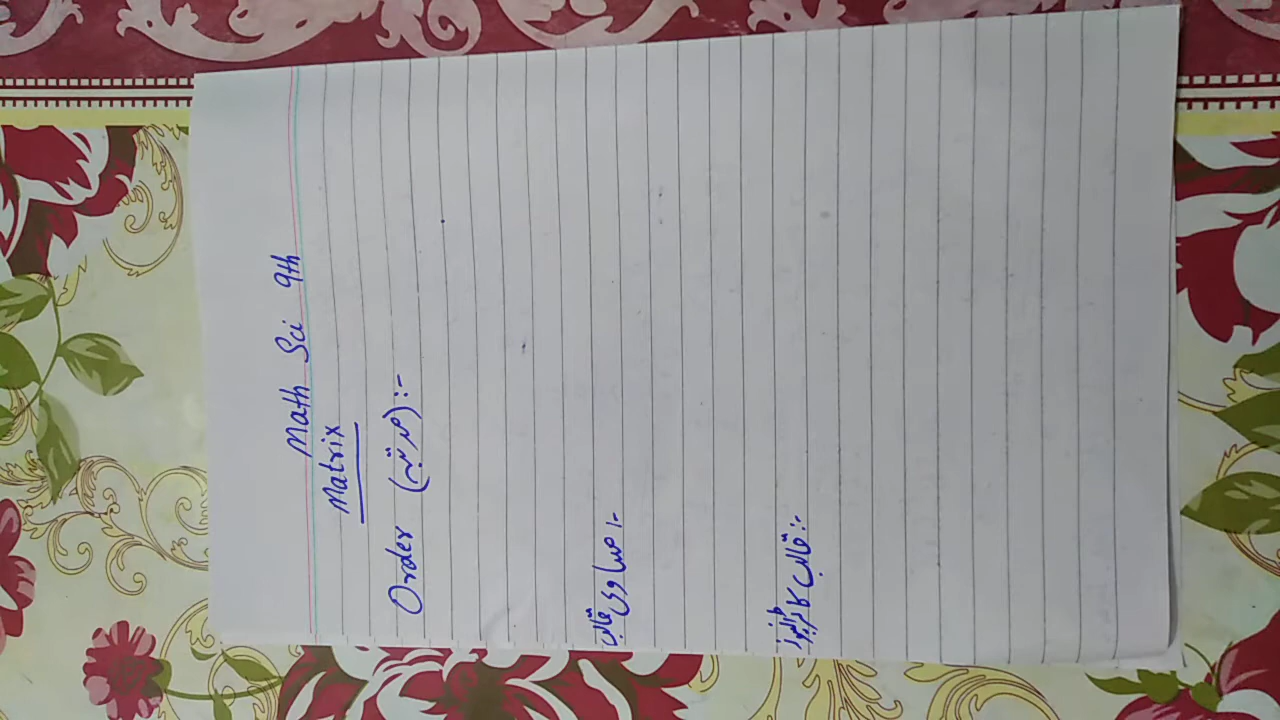 Math Sci 9th
Matrix
Order (مرتبہ) :-
مساوی قالب :-
قالب کا ٹرانسپوز :-